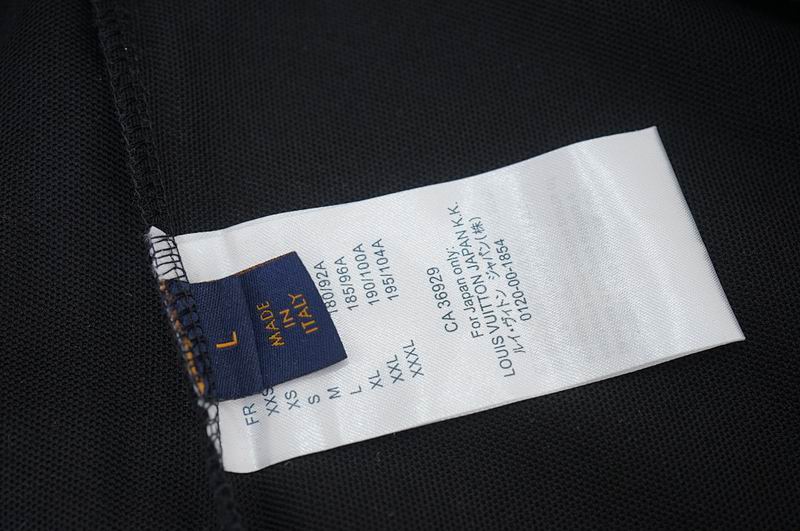 L
MADE
IN
ITALY
FR
XXS
XS
S
M
L
XL
XXL
XXXL
180/92A
185/96A
190/100A
195/104A
CA 36929
For Japan only:
LOUIS VUITTON JAPAN K.K.
ルイ・ヴィトン ジャパン(株)
0120-00-1854